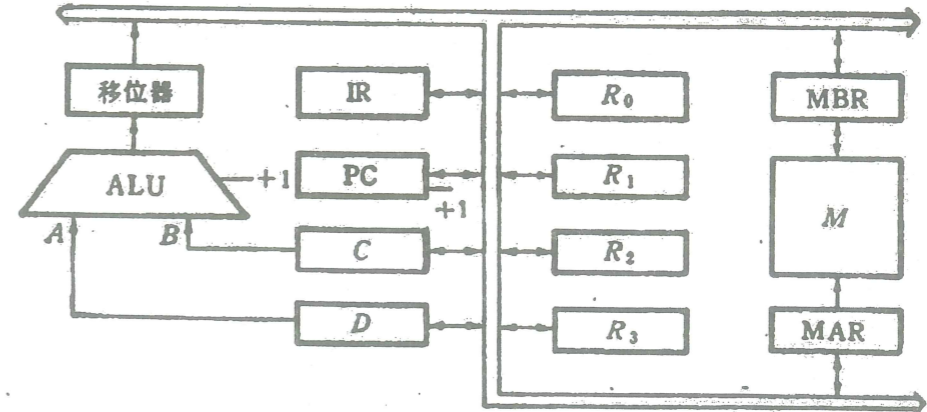 移位器
IR
R₀
MBR
ALU
+1
PC
+1
R₁
M
A
B
C
R₂
D
R₃
MAR